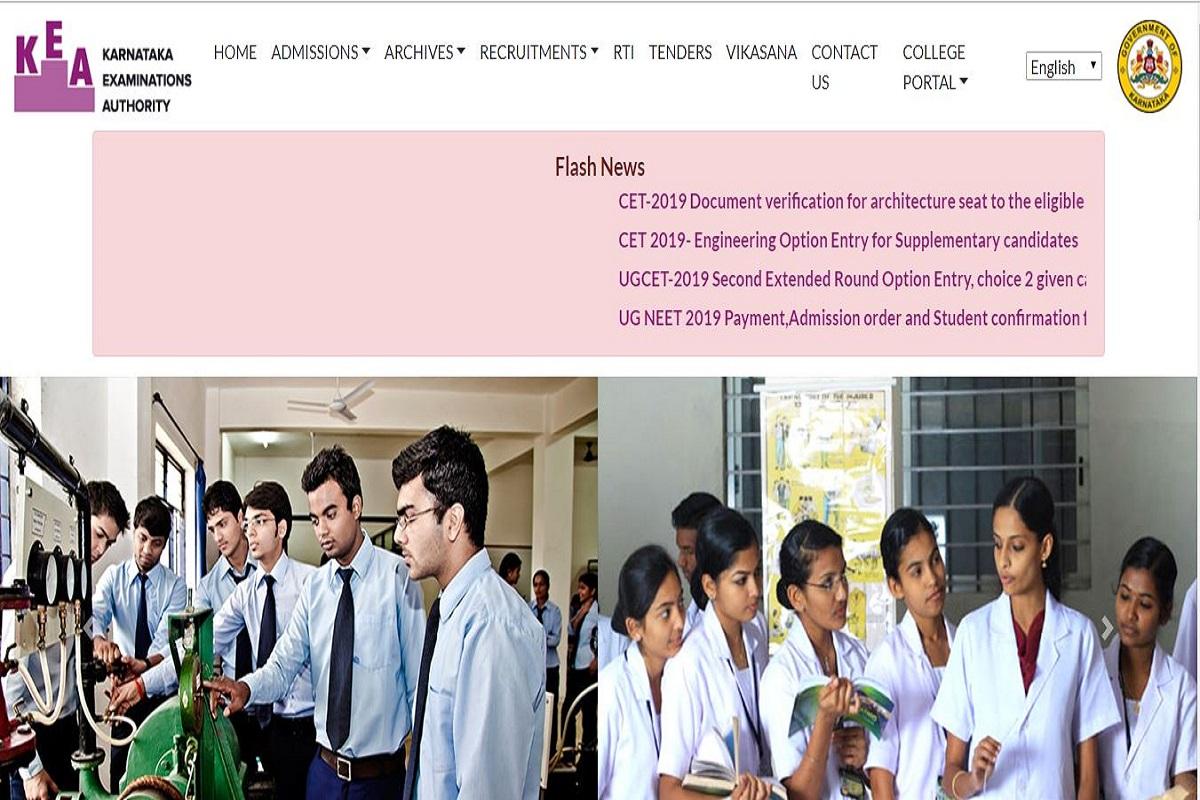 KEA
KARNATAKA
EXAMINATIONS
AUTHORITY
HOME ADMISSIONS ARCHIVES RECRUITMENTS RTI TENDERS VIKASANA CONTACT US COLLEGE PORTAL
English
GOVERNMENT OF KARNATAKA
Flash News
CET-2019 Document verification for architecture seat to the eligible
CET 2019- Engineering Option Entry for Supplementary candidates
UGCET-2019 Second Extended Round Option Entry, choice 2 given
UG NEET 2019 Payment,Admission order and Student confirmation